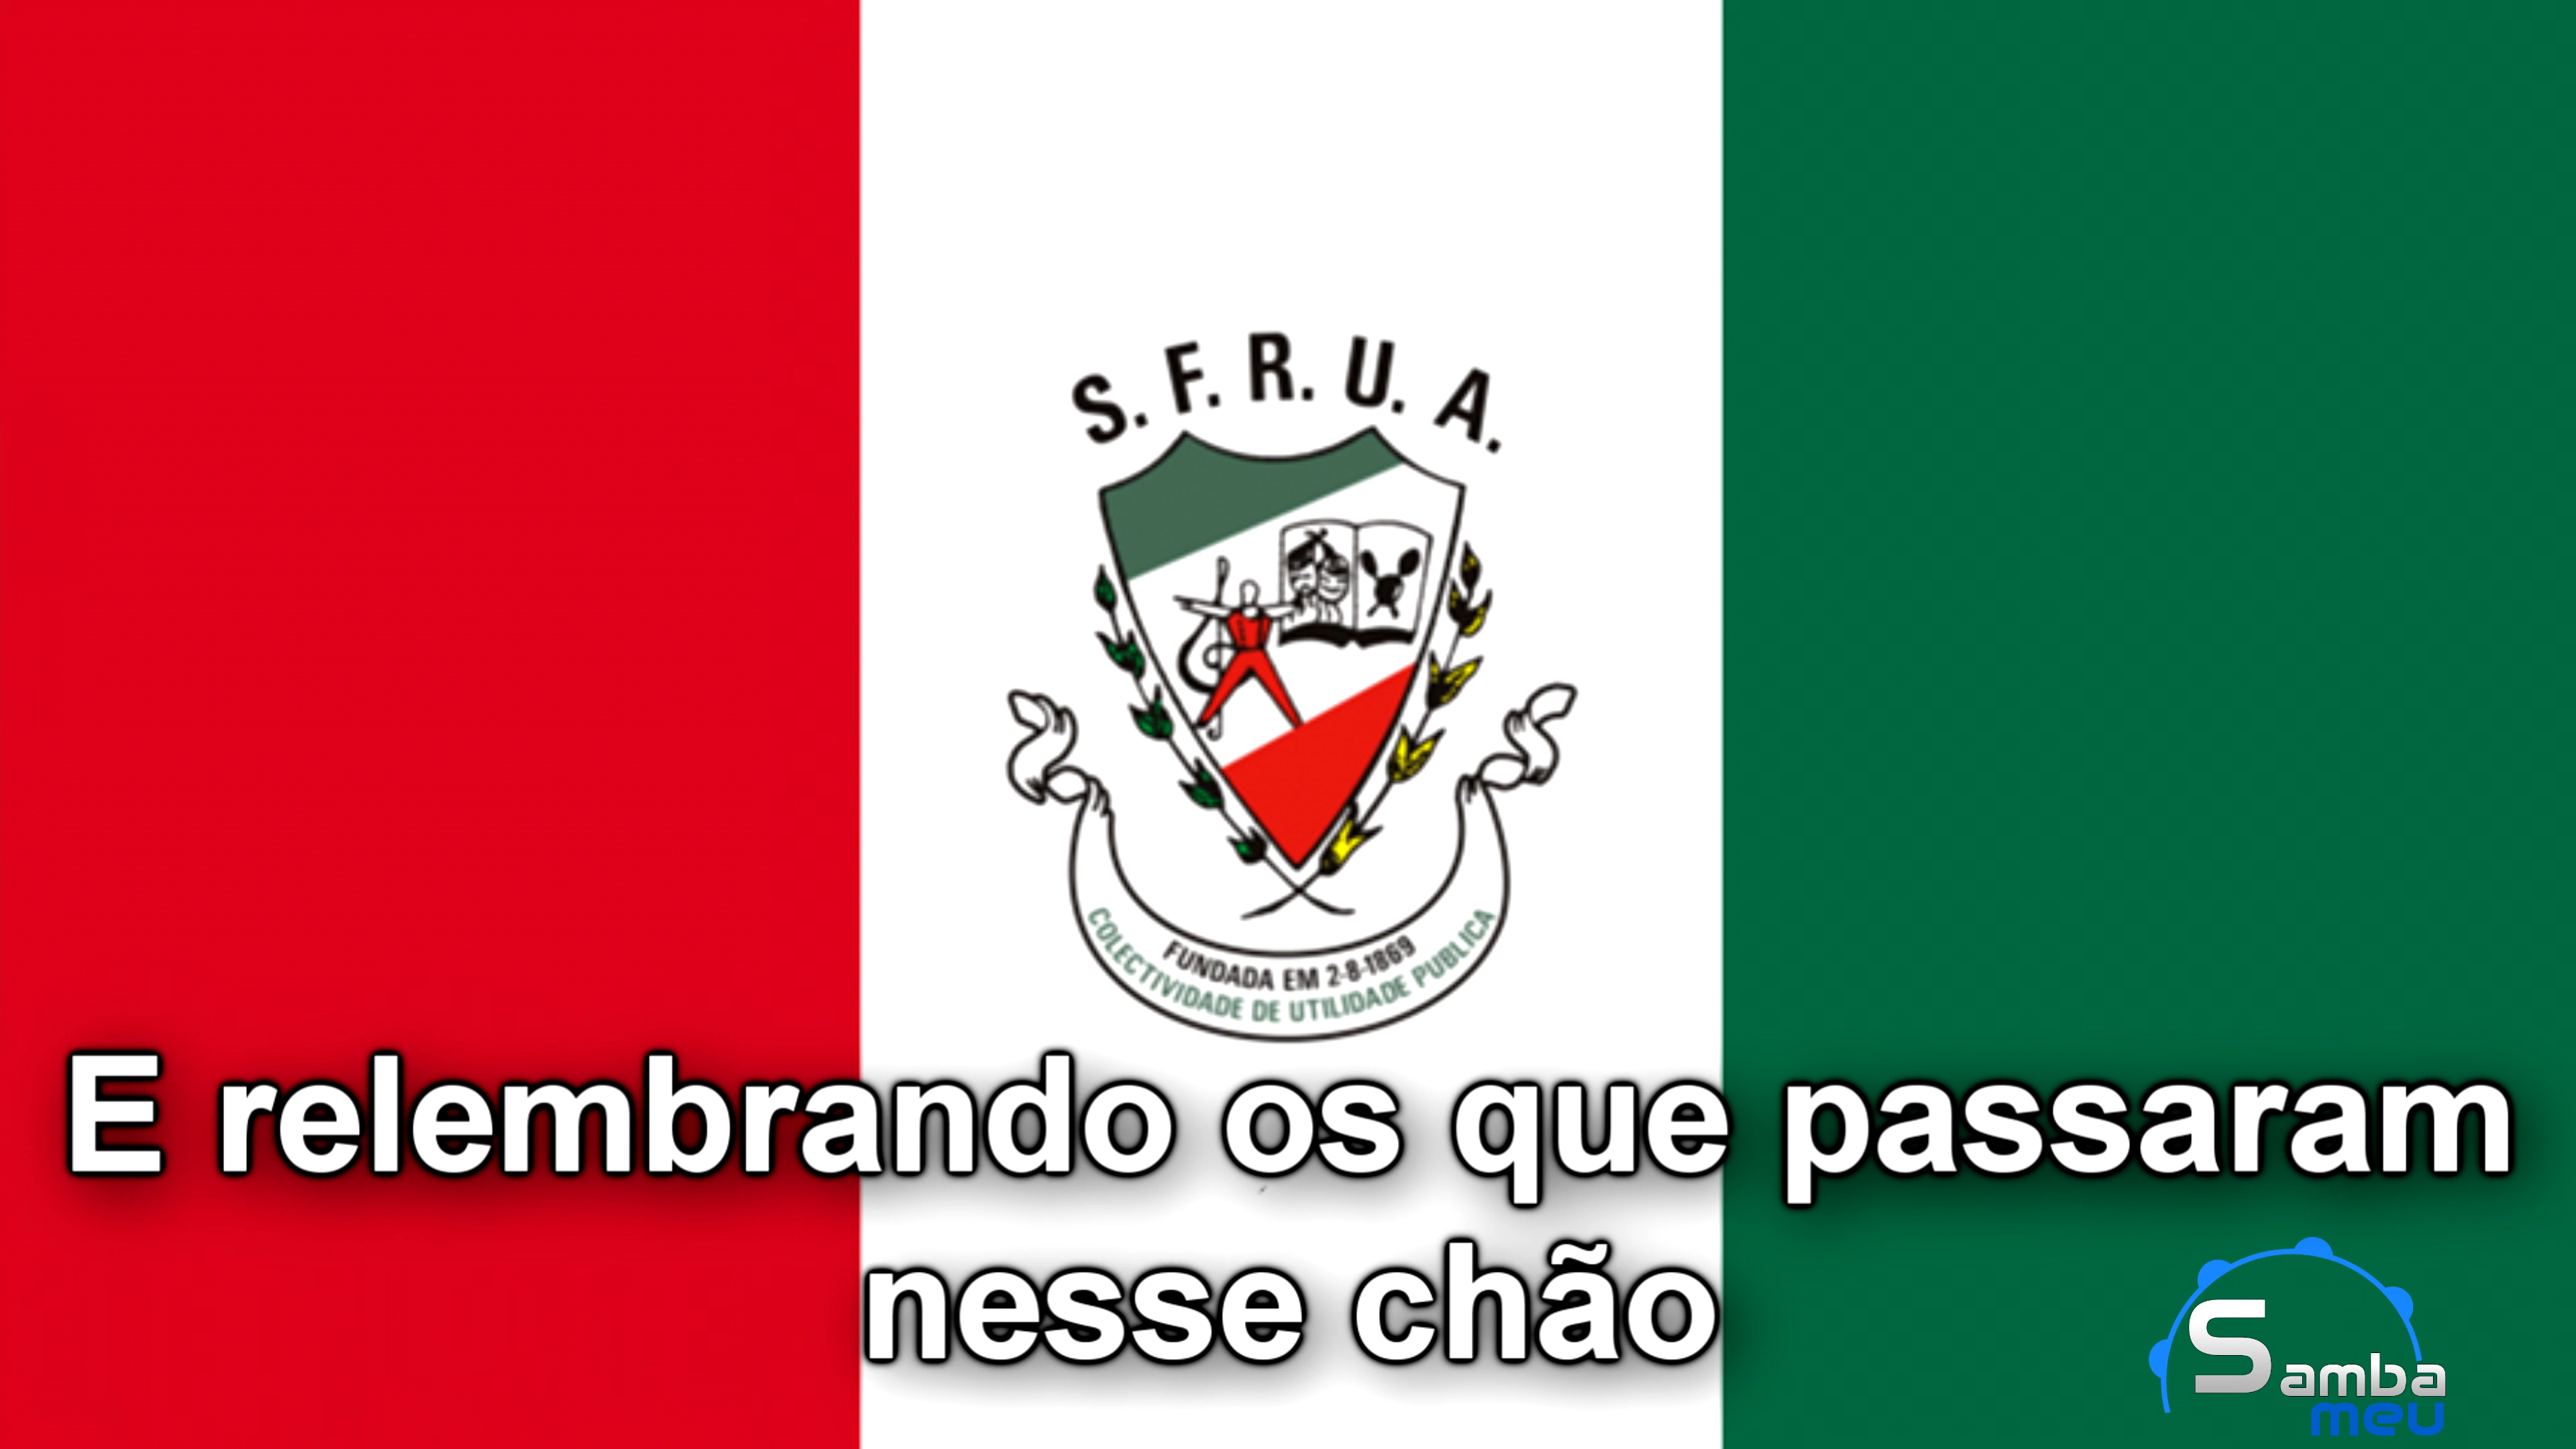 S. F. R. U. A.
FUNDADA EM 2-8-1869
COLECTIVIDADE DE UTILIDADE PUBLICA
E relembrando os que passaram
nesse chão
Samba
meu